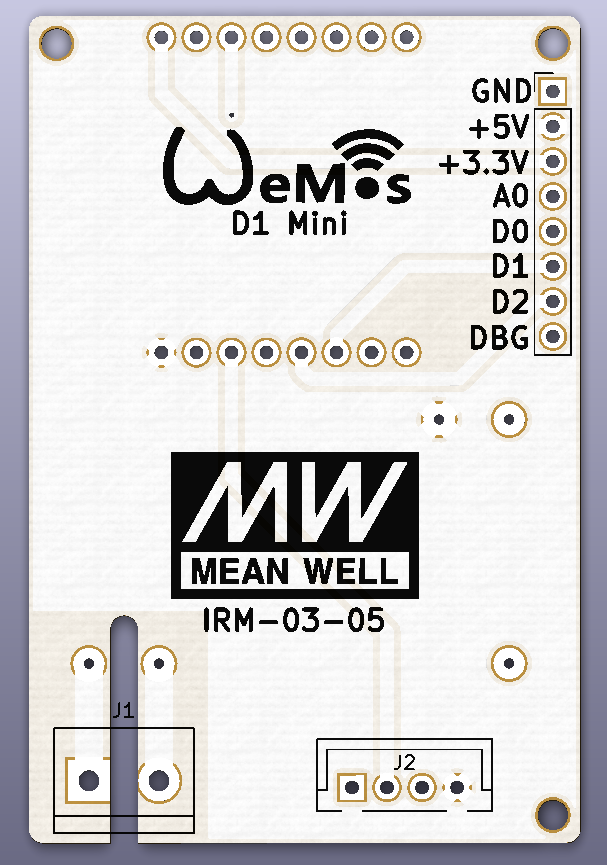 GND
+5V
+3.3V
WeMos
D1 Mini
A0
D0
D1
D2
DBG
MW
MEAN WELL
IRM-03-05
J1
J2